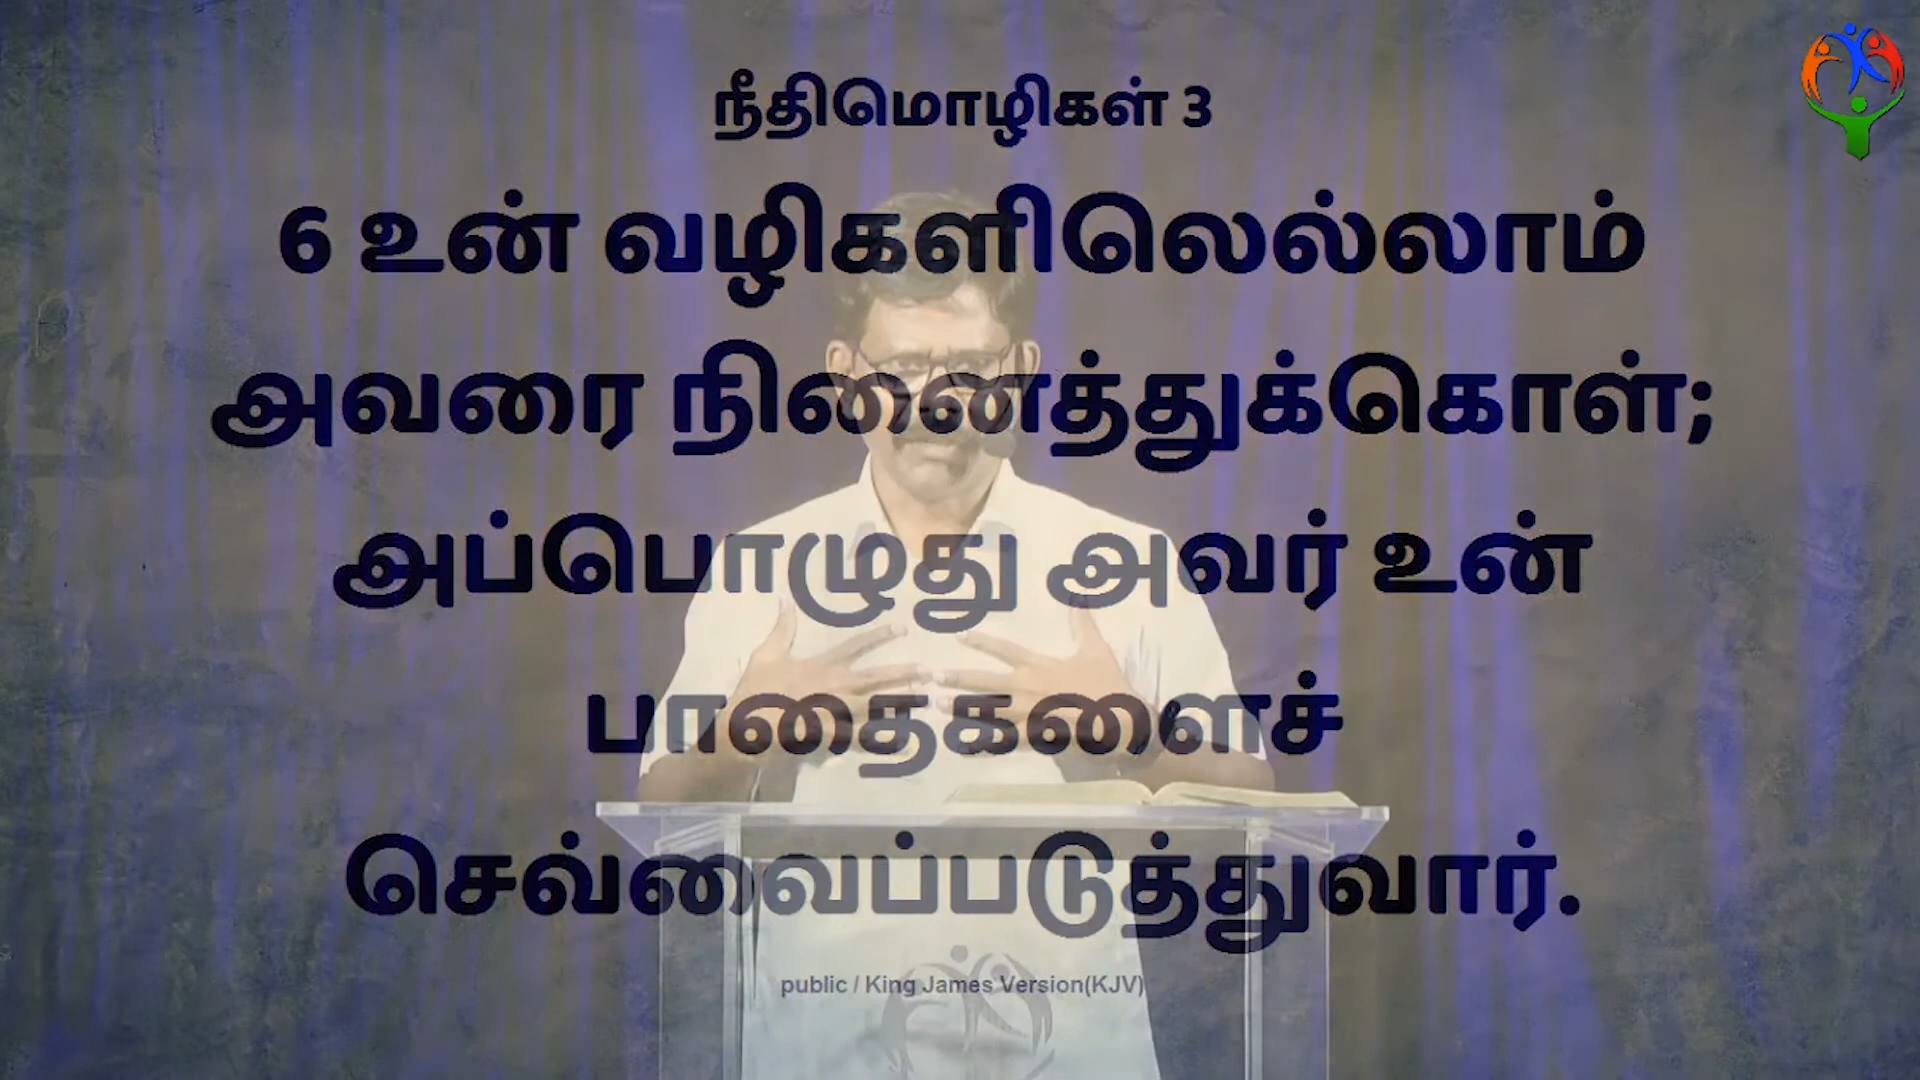 நீதிமொழிகள் 3
6 உன் வழிகளிலெல்லாம்
அவரை நினைத்துக்கொள்;
அப்பொழுது அவர் உன்
பாதைகளைச்
செவ்வைப்படுத்துவார்.
public / King James Version(KJV)